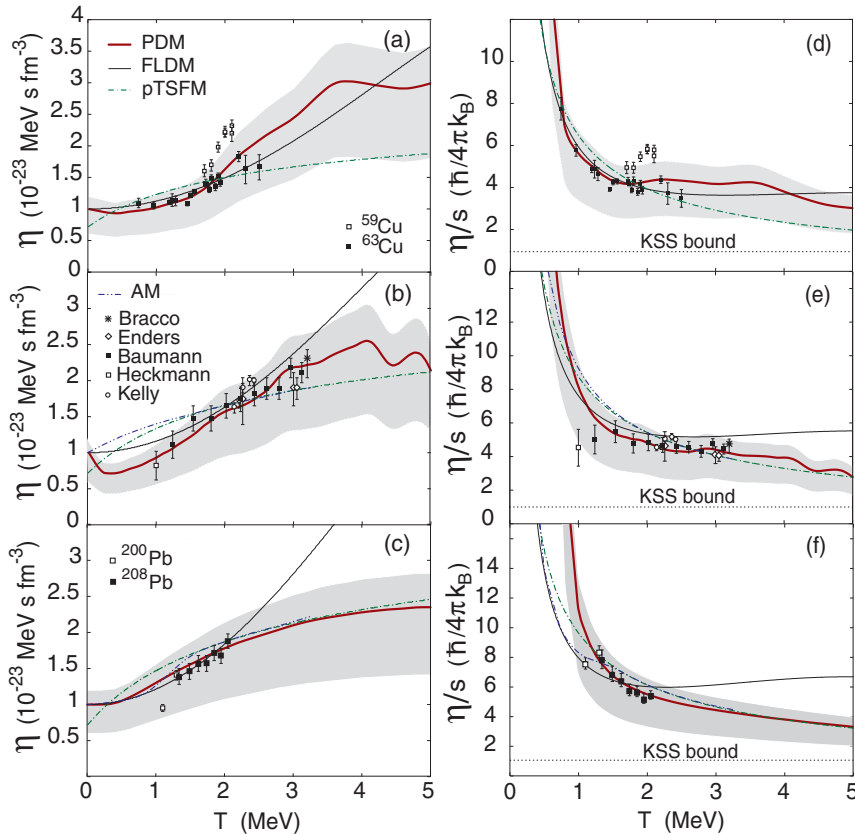 (a)
PDM
FLDM
pTSFM
⁵⁹Cu
⁶³Cu
η (10⁻²³ MeV s fm⁻³)
4
3.5
3
2.5
2
1.5
1
0.5
0
(d)
η/s (ħ/4πk_B)
12
10
8
6
4
2
0
KSS bound
(b)
AM
Bracco
Enders
Baumann
Heckmann
Kelly
η (10⁻²³ MeV s fm⁻³)
3
2.5
2
1.5
1
0.5
0
(e)
η/s (ħ/4πk_B)
14
12
10
8
6
4
2
0
KSS bound
(c)
²⁰⁰Pb
²⁰⁸Pb
η (10⁻²³ MeV s fm⁻³)
3
2.5
2
1.5
1
0.5
0 1 2 3 4 5
T (MeV)
(f)
η/s (ħ/4πk_B)
14
12
10
8
6
4
2
0 1 2 3 4 5
KSS bound
T (MeV)